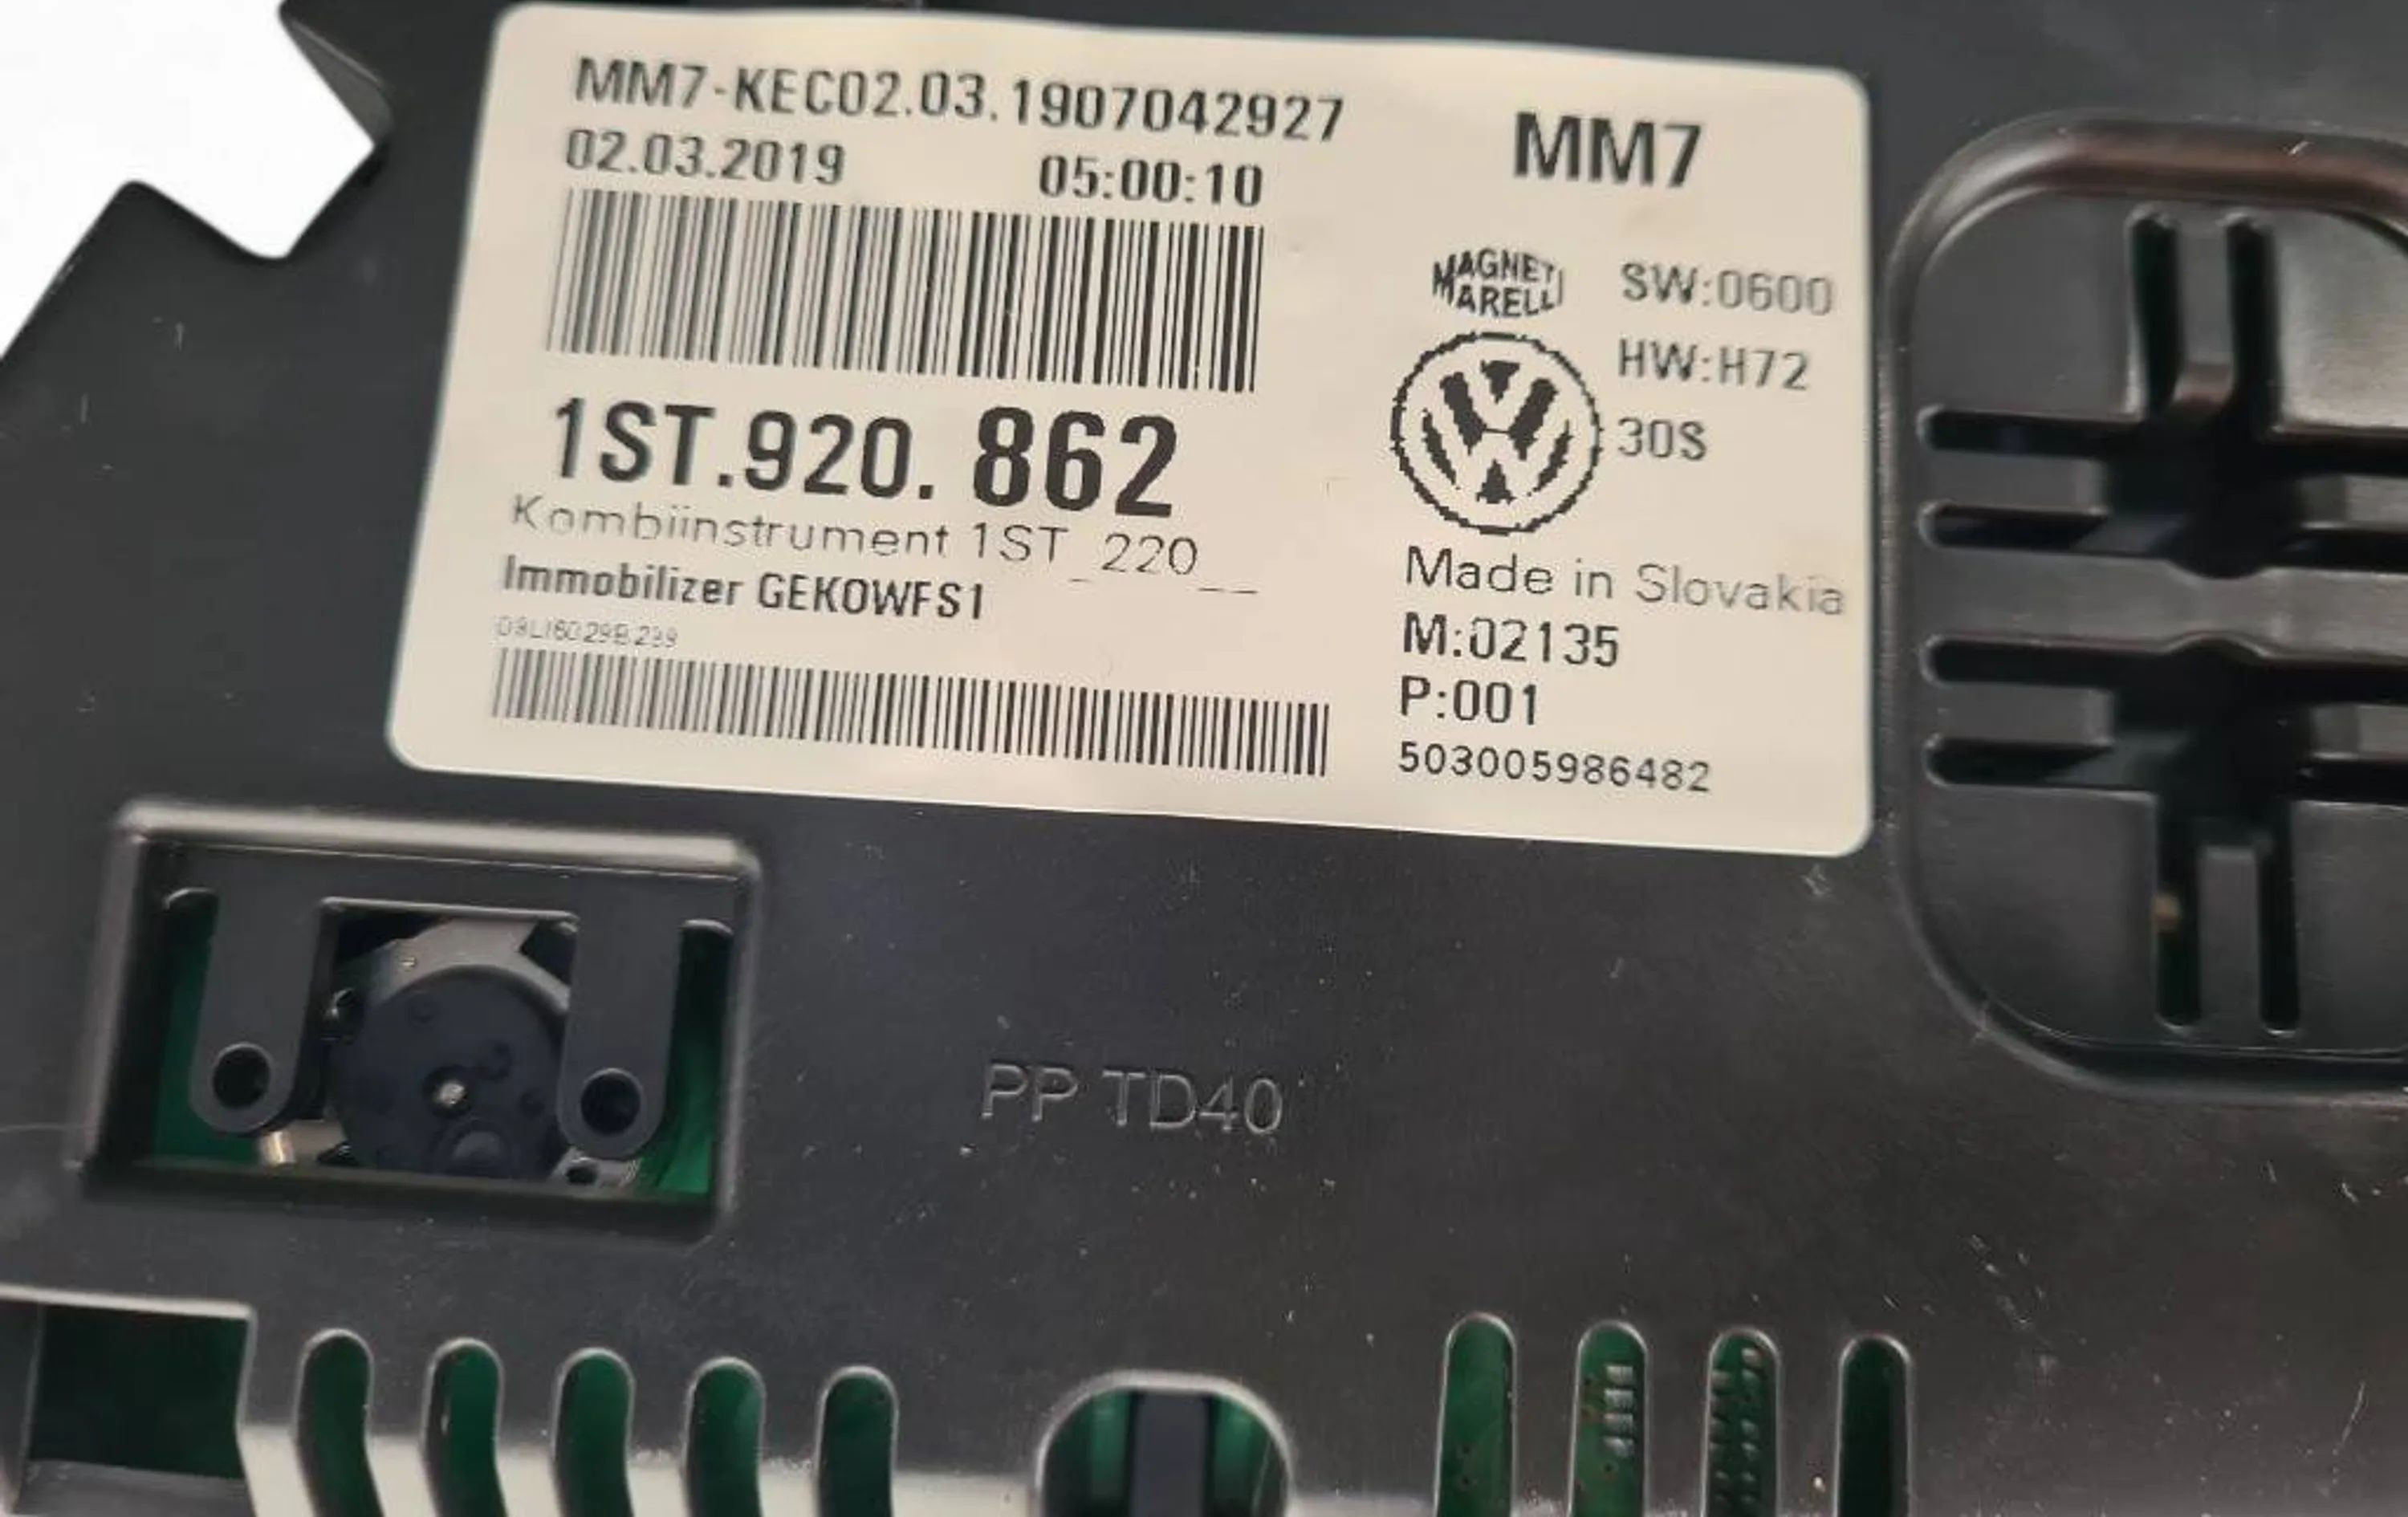 MM7-KEC02.03.1907042927
02.03.2019 05:00:10
1ST.920. 862
Kombiinstrument 1ST_220__
Immobilizer GEKOWFS1
MM7
MAGNETI
MARELLI
SW:0600
HW:H72
30S
Made in Slovakia
M:02135
P:001
503005986482
PP TD40